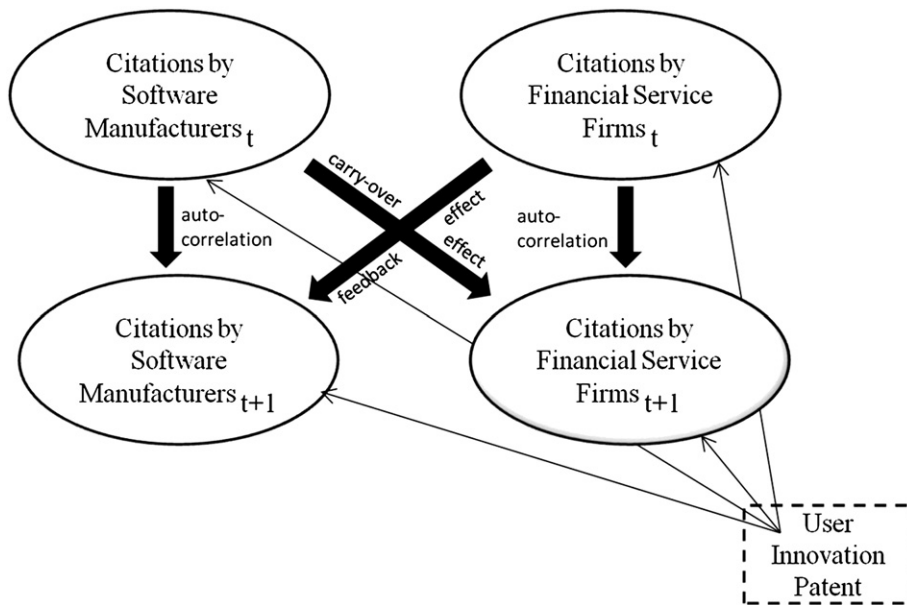 Citations by
Software
Manufacturers t
Citations by
Financial Service
Firms t
carry-over
effect
feedback
effect
auto-
correlation
auto-
correlation
Citations by
Software
Manufacturers t+1
Citations by
Financial Service
Firms t+1
User
Innovation
Patent